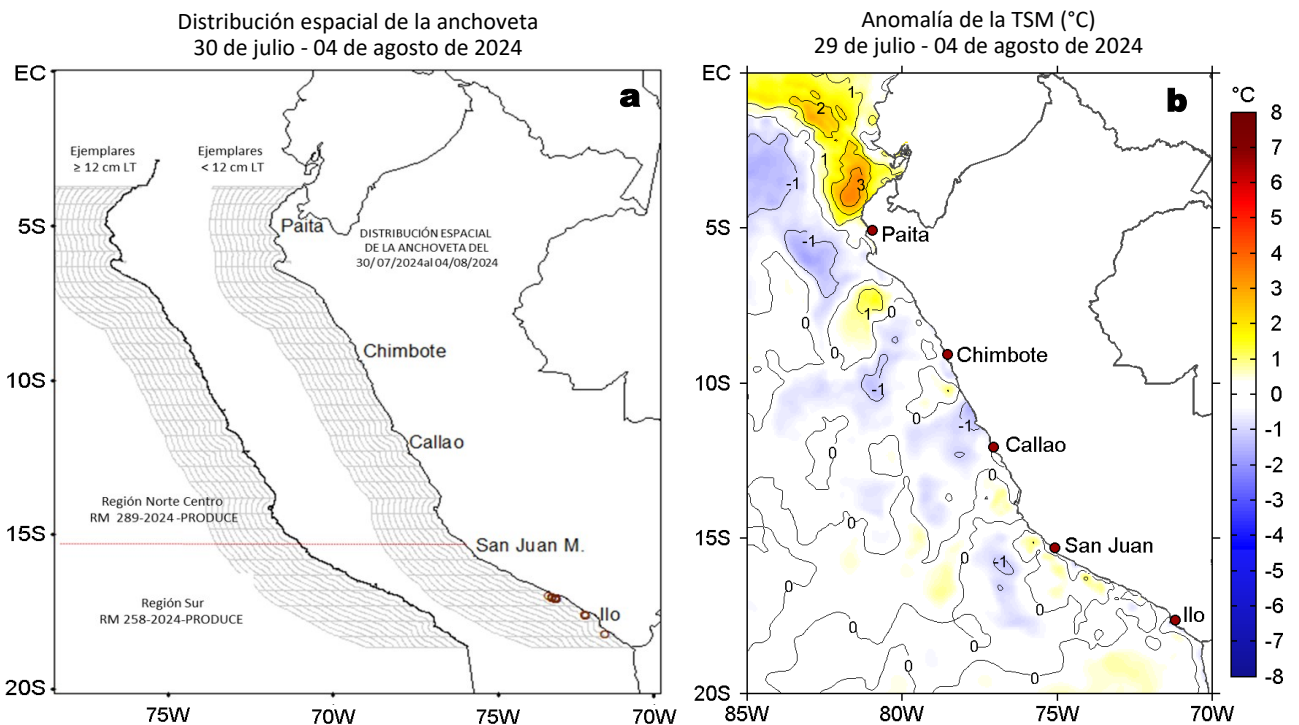 Distribución espacial de la anchoveta
30 de julio - 04 de agosto de 2024
EC
5S
10S
15S
20S
75W
70W
75W
70W
a
Ejemplares
≥ 12 cm LT
Ejemplares
< 12 cm LT
Paita
DISTRIBUCIÓN ESPACIAL
DE LA ANCHOVETA DEL
30/07/2024al 04/08/2024
Chimbote
Callao
Región Norte Centro
RM 289-2024 -PRODUCE
San Juan M.
Región Sur
RM 258-2024-PRODUCE
Ilo
Anomalía de la TSM (°C)
29 de julio - 04 de agosto de 2024
EC
5S
10S
15S
20S
85W
80W
75W
70W
b
1
2
1
3
-1
Paita
-1
1
0
0
0
Chimbote
-1
0
-1
Callao
0
0
0
San Juan
0
-1
0
0
Ilo
0
0
0
0
°C
8
7
6
5
4
3
2
1
0
-1
-2
-3
-4
-5
-6
-7
-8